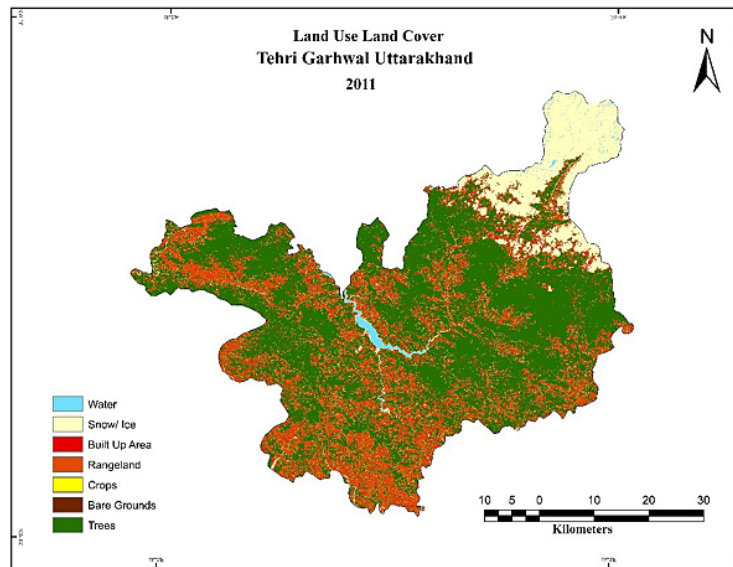 Land Use Land Cover
Tehri Garhwal Uttarakhand
2011
N
Water
Snow/ Ice
Built Up Area
Rangeland
Crops
Bare Grounds
Trees
10 5 0 10 20 30
Kilometers